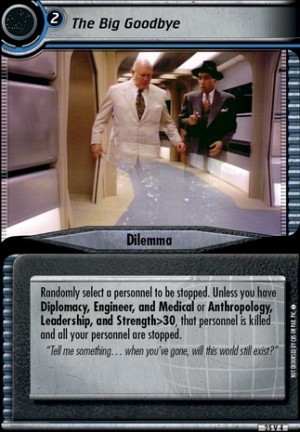 2
The Big Goodbye
Dilemma
Randomly select a personnel to be stopped. Unless you have
Diplomacy, Engineer, and Medical or Anthropology,
Leadership, and Strength>30, that personnel is killed
and all your personnel are stopped.
"Tell me something... when you've gone, will this world still exist?"
35 V 4